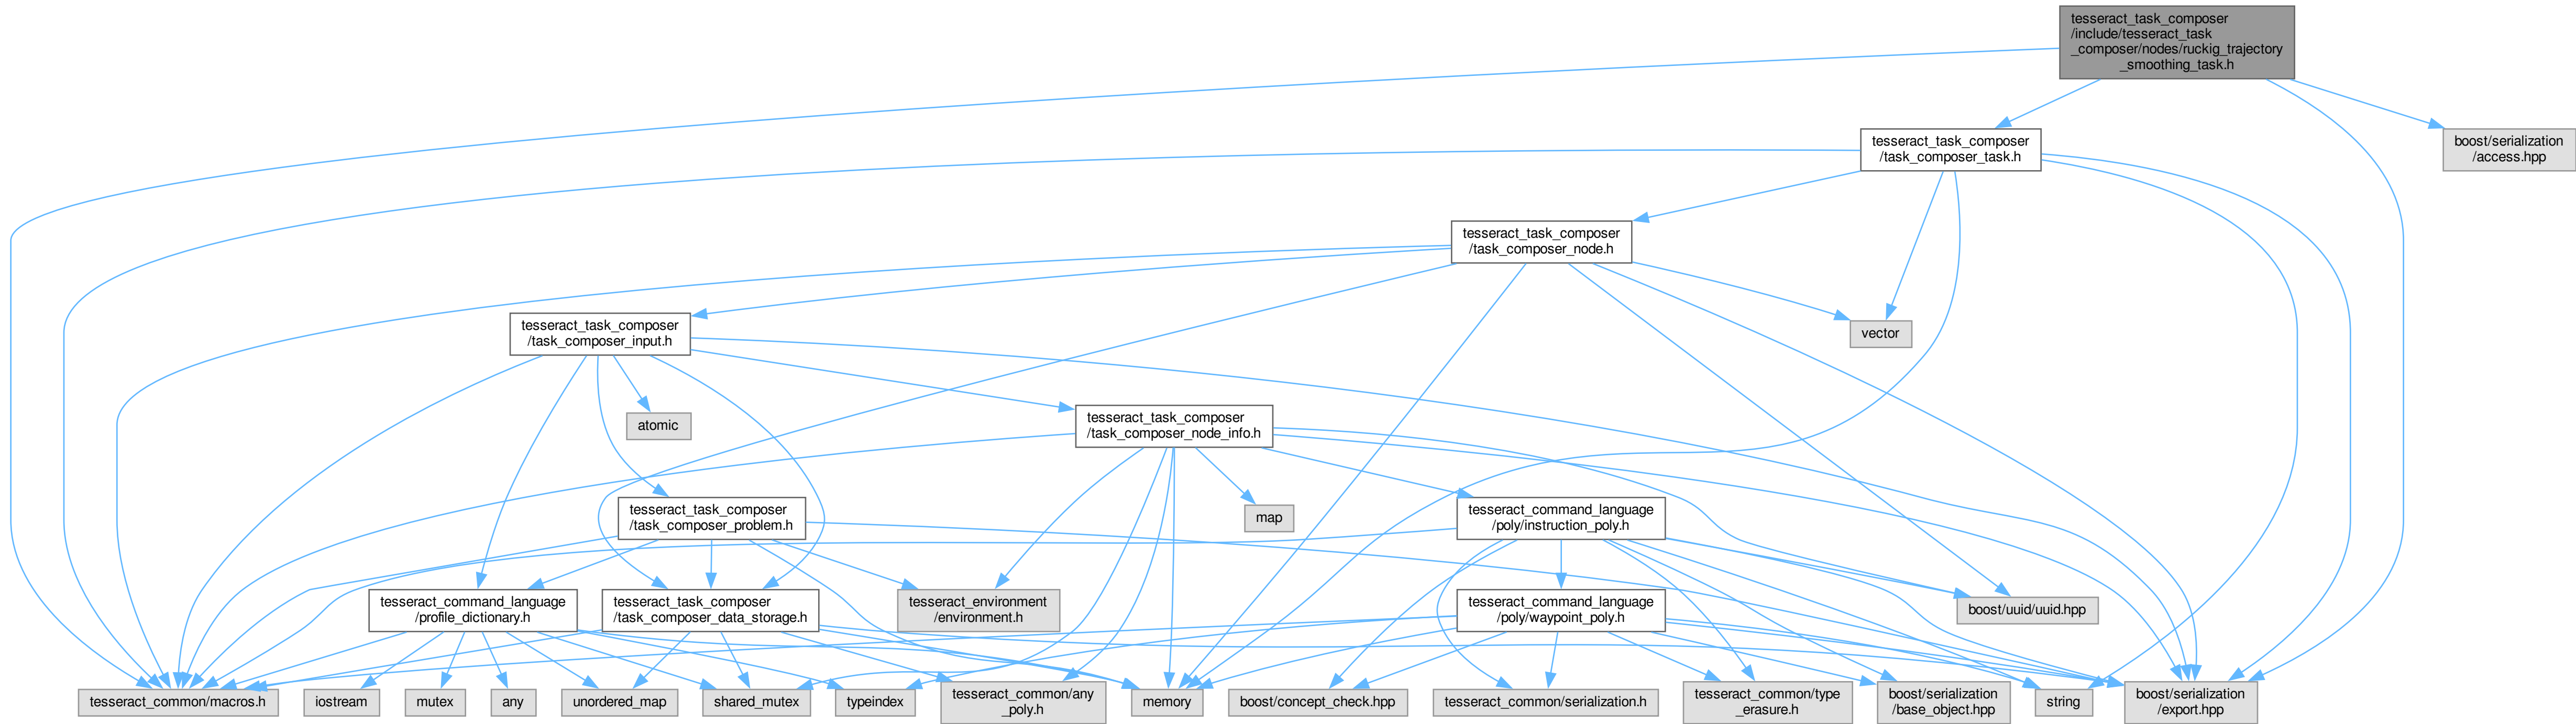 tesseract_task_composer
/include/tesseract_task
_composer/nodes/ruckig_trajectory
_smoothing_task.h
tesseract_task_composer
/task_composer_task.h
boost/serialization
/access.hpp
tesseract_task_composer
/task_composer_node.h
tesseract_task_composer
/task_composer_input.h
vector
atomic
tesseract_task_composer
/task_composer_node_info.h
tesseract_task_composer
/task_composer_problem.h
map
tesseract_command_language
/poly/instruction_poly.h
tesseract_command_language
/profile_dictionary.h
tesseract_task_composer
/task_composer_data_storage.h
tesseract_environment
/environment.h
tesseract_command_language
/poly/waypoint_poly.h
boost/uuid/uuid.hpp
tesseract_common/macros.h
iostream
mutex
any
unordered_map
shared_mutex
typeindex
tesseract_common/any
_poly.h
memory
boost/concept_check.hpp
tesseract_common/serialization.h
tesseract_common/type
_erasure.h
boost/serialization
/base_object.hpp
string
boost/serialization
/export.hpp